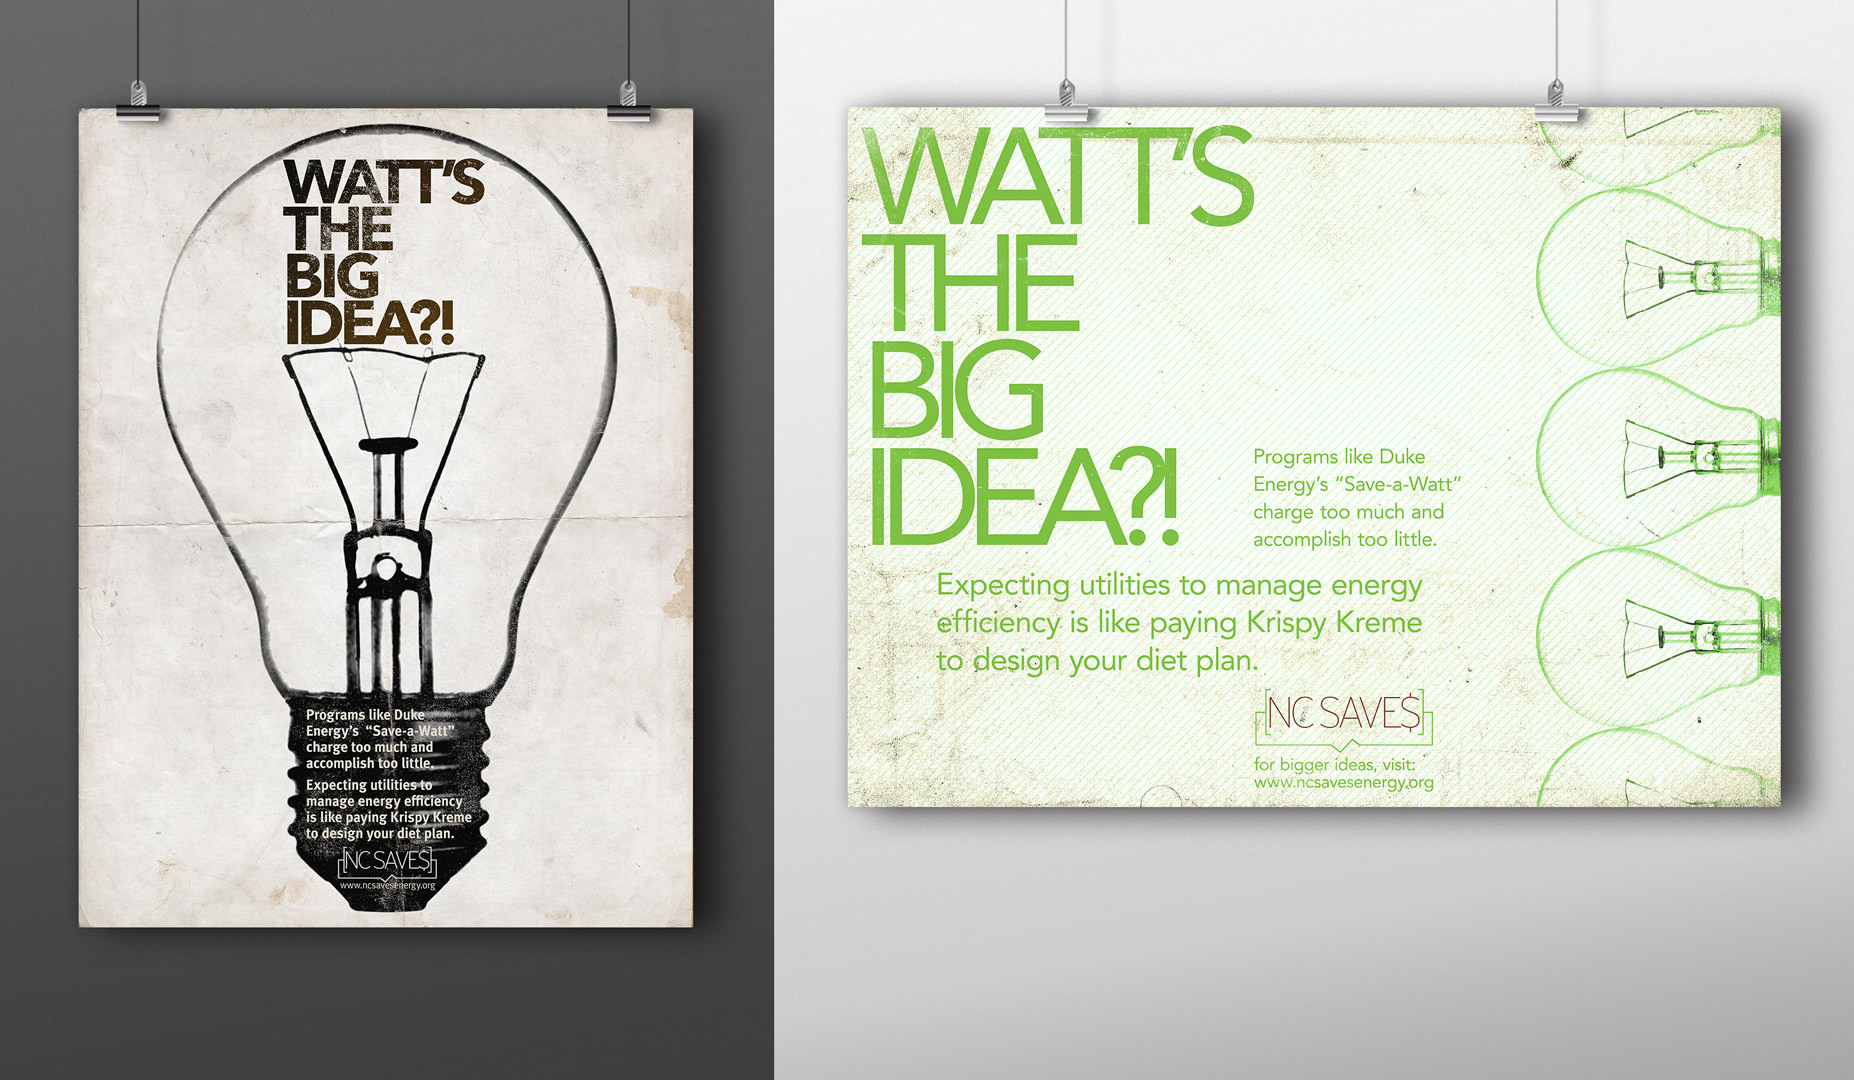 WATT'S
THE
BIG
IDEA?!
Programs like Duke
Energy's "Save-a-Watt"
charge too much and
accomplish too little.
Expecting utilities to
manage energy efficiency
is like paying Krispy Kreme
to design your diet plan.
[NC SAVE$]
www.ncsavesenergy.org
WATT'S
THE
BIG
IDEA?!
Programs like Duke
Energy's "Save-a-Watt"
charge too much and
accomplish too little.
Expecting utilities to manage energy
efficiency is like paying Krispy Kreme
to design your diet plan.
[NC SAVE$]
for bigger ideas, visit:
www.ncsavesenergy.org